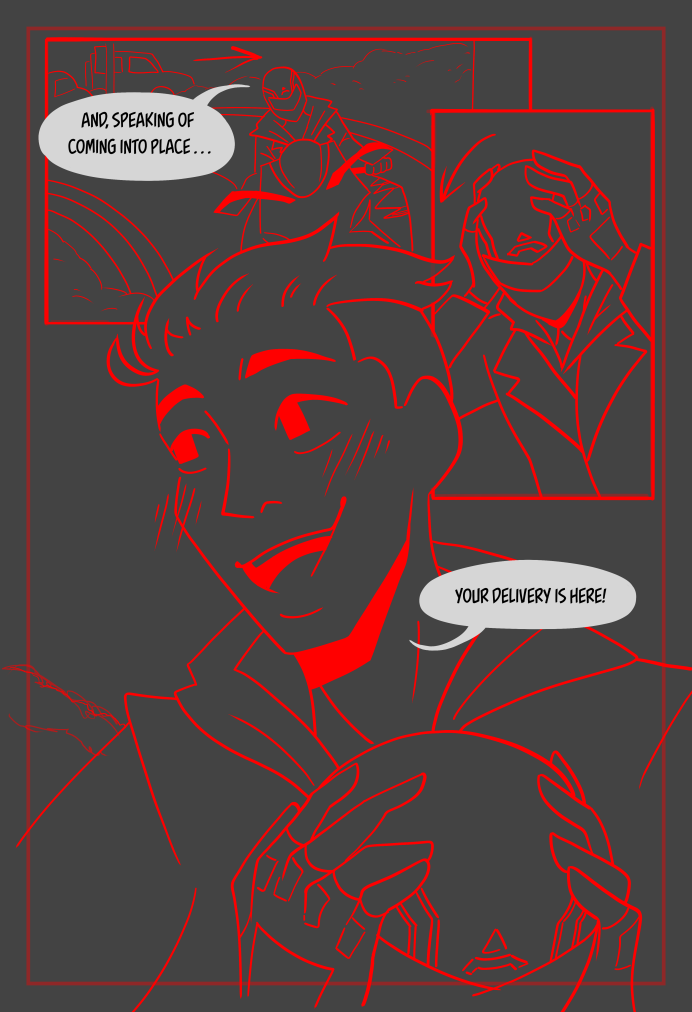 AND, SPEAKING OF
COMING INTO PLACE . . .
YOUR DELIVERY IS HERE!